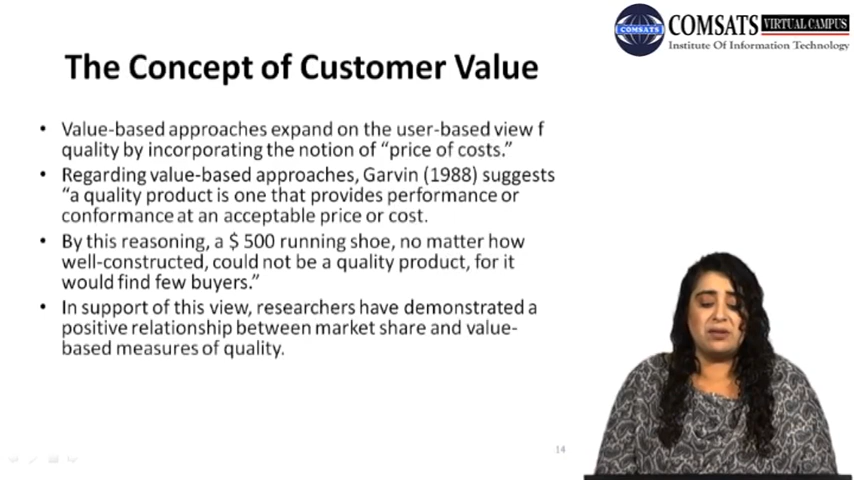 COMSATS VIRTUAL CAMPUS
COMSATS
Institute Of Information Technology
The Concept of Customer Value
• Value-based approaches expand on the user-based view f
quality by incorporating the notion of “price of costs.”
• Regarding value-based approaches, Garvin (1988) suggests
“a quality product is one that provides performance or
conformance at an acceptable price or cost.
• By this reasoning, a $ 500 running shoe, no matter how
well-constructed, could not be a quality product, for it
would find few buyers.”
• In support of this view, researchers have demonstrated a
positive relationship between market share and value-
based measures of quality.
14